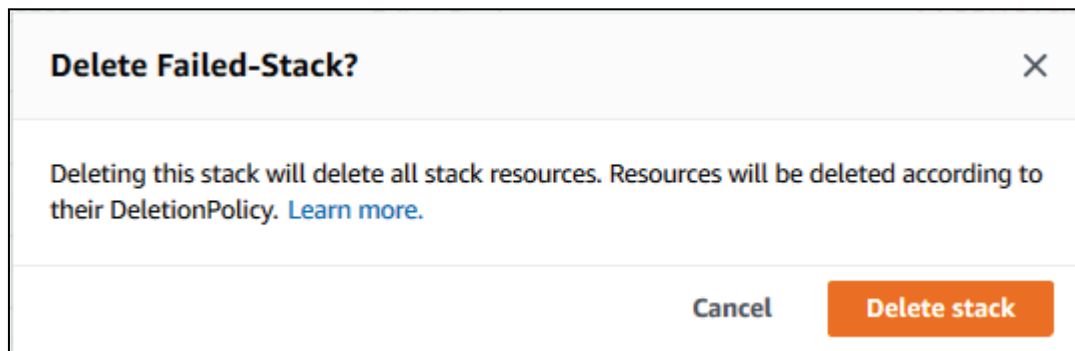 Delete Failed-Stack?
Deleting this stack will delete all stack resources. Resources will be deleted according to
their DeletionPolicy. Learn more.
Cancel Delete stack